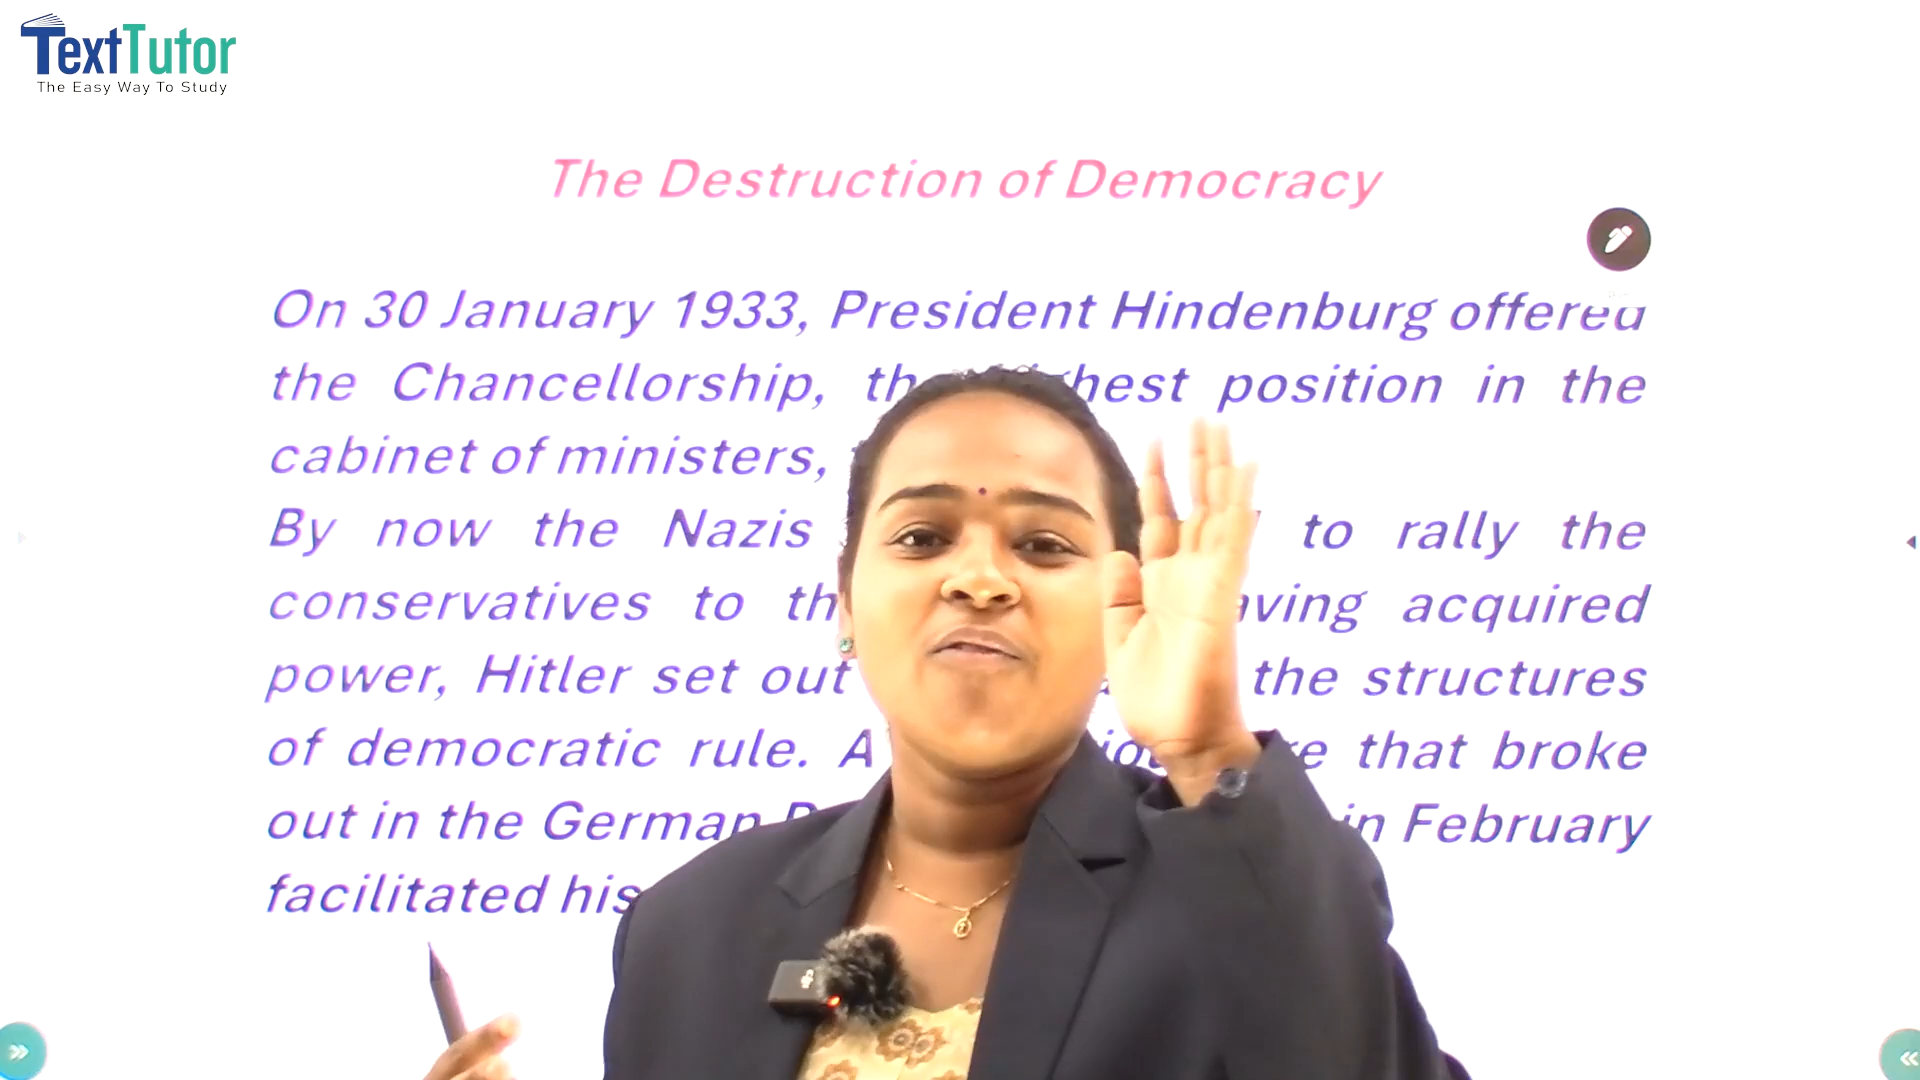 TextTutor
The Easy Way To Study
The Destruction of Democracy
On 30 January 1933, President Hindenburg offered
the Chancellorship, the highest position in the
cabinet of ministers,
By now the Nazis to rally the
conservatives to acquired
power, Hitler set out the structures
of democratic rule. A that broke
out in the German in February
facilitated his